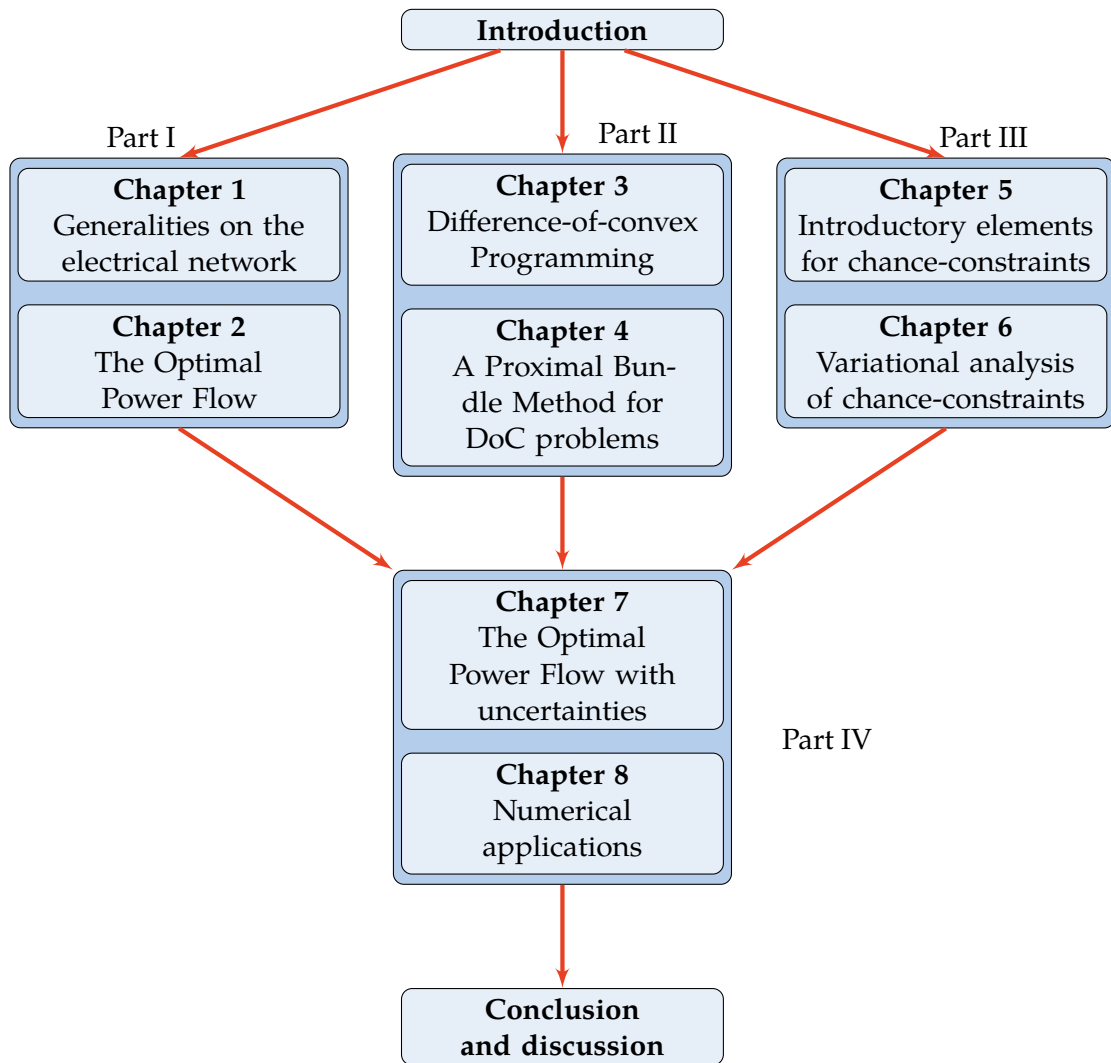 Introduction
Part I
Part II
Part III
Chapter 1
Generalities on the
electrical network
Chapter 2
The Optimal
Power Flow
Chapter 3
Difference-of-convex
Programming
Chapter 4
A Proximal Bun-
dle Method for
DoC problems
Chapter 5
Introductory elements
for chance-constraints
Chapter 6
Variational analysis
of chance-constraints
Chapter 7
The Optimal
Power Flow with
uncertainties
Chapter 8
Numerical
applications
Part IV
Conclusion
and discussion